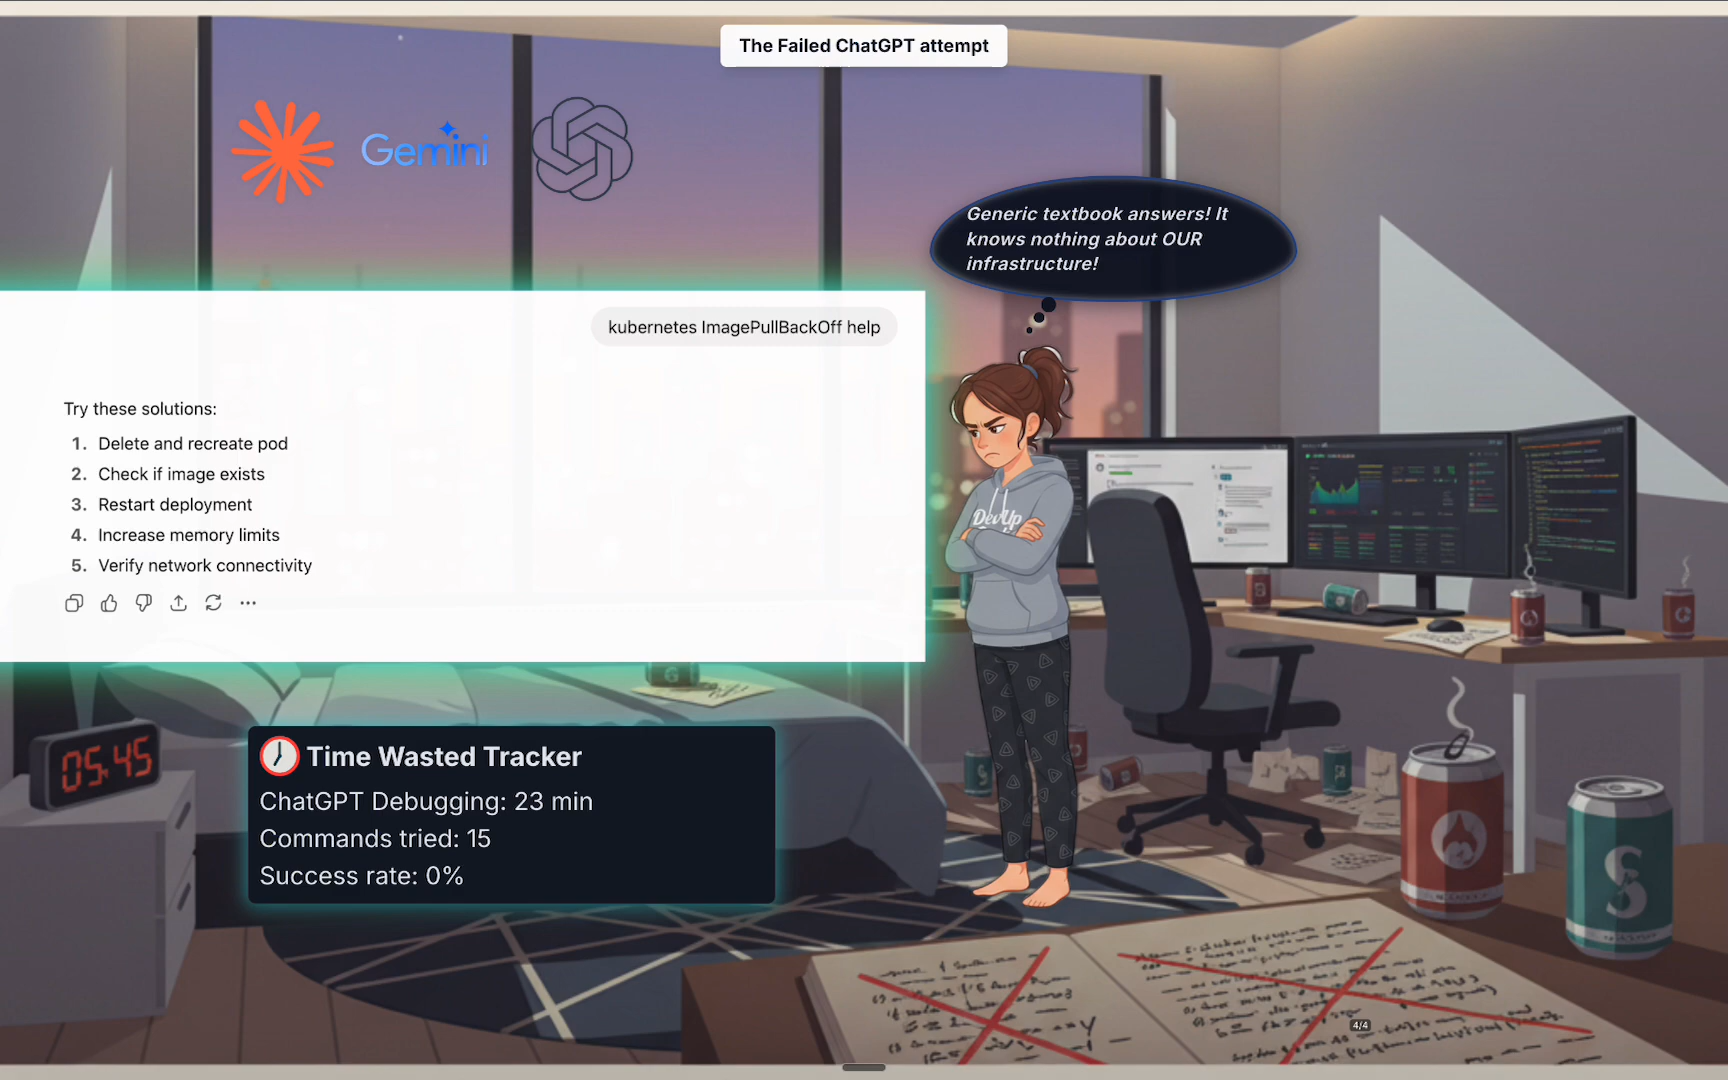 The Failed ChatGPT attempt
Gemini
Generic textbook answers! It
knows nothing about OUR
infrastructure!
kubernetes ImagePullBackOff help
Try these solutions:
1. Delete and recreate pod
2. Check if image exists
3. Restart deployment
4. Increase memory limits
5. Verify network connectivity
DevUp
05:45
Time Wasted Tracker
ChatGPT Debugging: 23 min
Commands tried: 15
Success rate: 0%
4/4